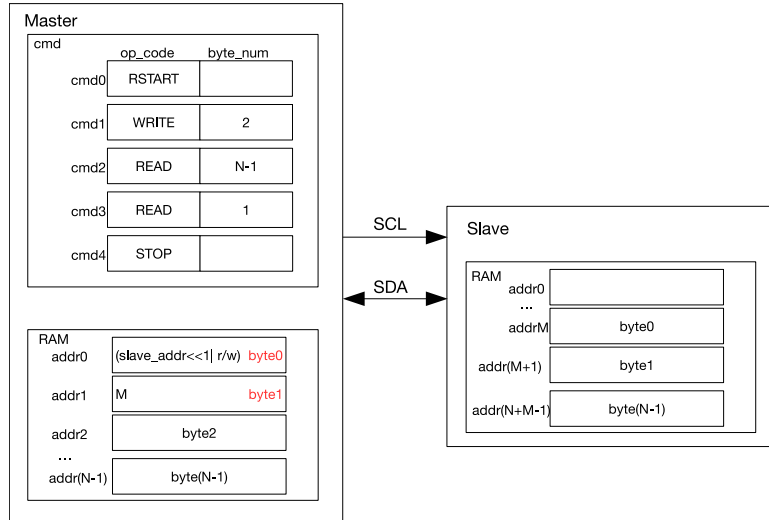 Master
cmd
op_code byte_num
cmd0 RSTART
cmd1 WRITE 2
cmd2 READ N-1
cmd3 READ 1
cmd4 STOP
RAM
addr0 (slave_addr<<1| r/w) byte0
addr1 M byte1
addr2 byte2
...
addr(N-1) byte(N-1)
SCL
SDA
Slave
RAM
addr0
...
addrM byte0
addr(M+1) byte1
addr(N+M-1) byte(N-1)